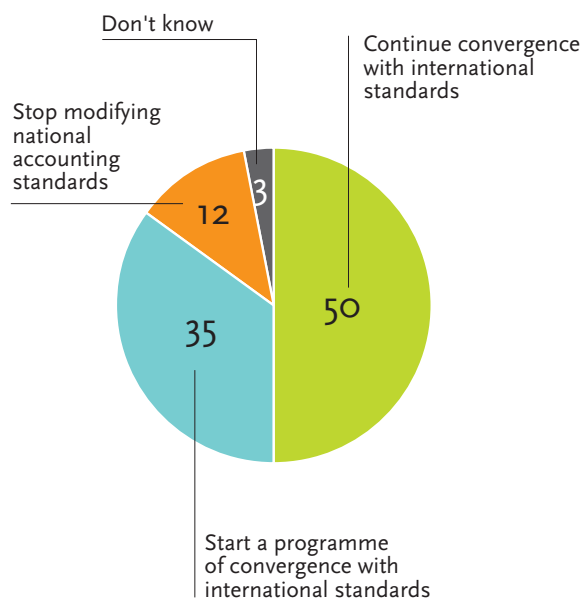 Don't know
Continue convergence
with international
standards
Stop modifying
national
accounting
standards
3
12
50
35
Start a programme
of convergence with
international standards